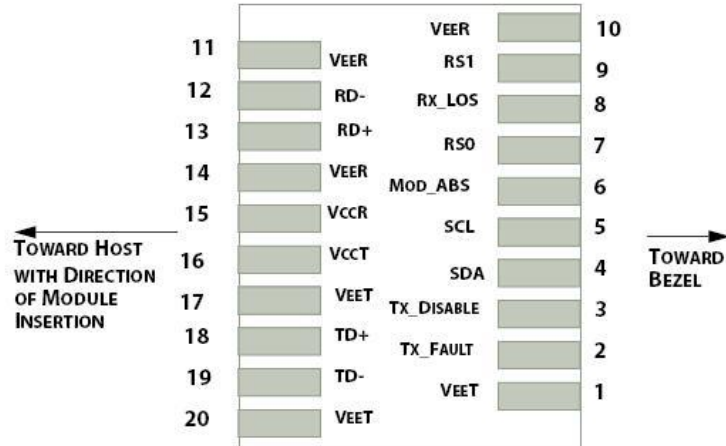 VEER 10
11 VEER
RS1 9
12 RD-
RX_LOS 8
13 RD+
RS0 7
14 VEER
MOD_ABS 6
15 VCCR
SCL 5
TOWARD HOST
WITH DIRECTION
OF MODULE
INSERTION
16 VCCT
SDA 4
TOWARD
BEZEL
17 VEET
TX_DISABLE 3
18 TD+
TX_FAULT 2
19 TD-
VEET 1
20 VEET